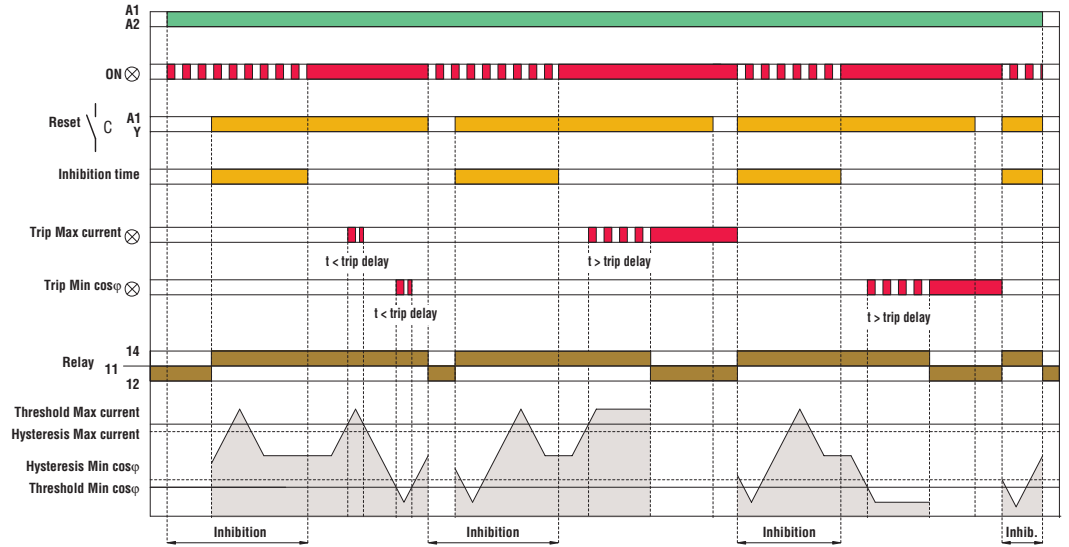 A1
A2
ON
Reset C A1
Y
Inhibition time
Trip Max current
t < trip delay t > trip delay
Trip Min cosφ
t < trip delay t > trip delay
Relay 14
11
12
Threshold Max current
Hysteresis Max current
Hysteresis Min cosφ
Threshold Min cosφ
Inhibition Inhibition Inhibition Inhib.